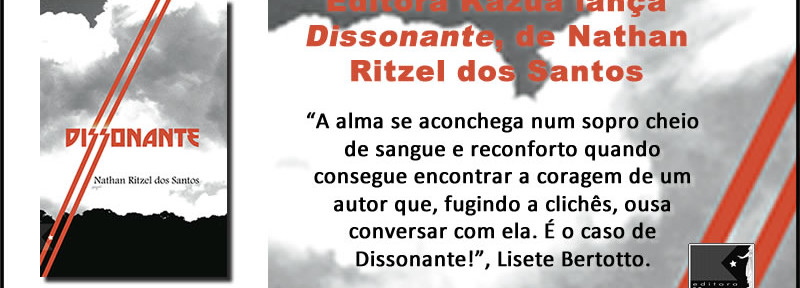 DISSONANTE
Nathan Ritzel dos Santos
Editora Kazuá lança
Dissonante, de Nathan
Ritzel dos Santos
“A alma se aconchega num sopro cheio
de sangue e reconforto quando
consegue encontrar a coragem de um
autor que, fugindo a clichês, ousa
conversar com ela. É o caso de
Dissonante!”, Lisete Bertotto.
editora